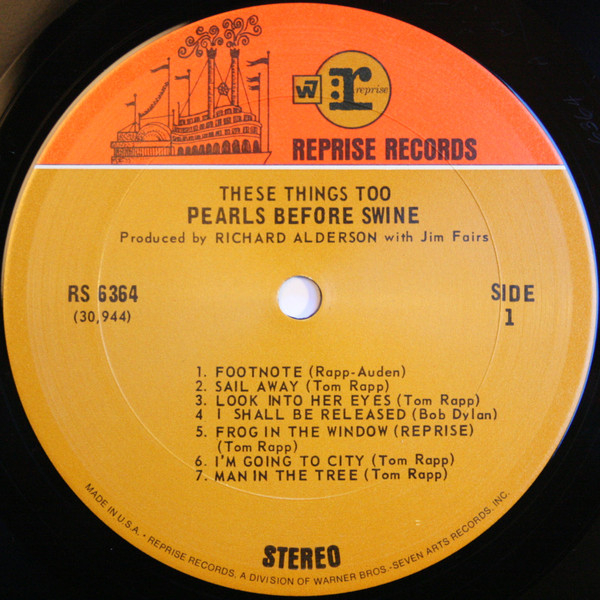 W7 :r reprise
REPRISE RECORDS
THESE THINGS TOO
PEARLS BEFORE SWINE
Produced by RICHARD ALDERSON with Jim Fairs
RS 6364
(30,944)
SIDE
1
1. FOOTNOTE (Rapp-Auden)
2. SAIL AWAY (Tom Rapp)
3. LOOK INTO HER EYES (Tom Rapp)
4 I SHALL BE RELEASED (Bob Dylan)
5. FROG IN THE WINDOW (REPRISE)
(Tom Rapp)
6. I'M GOING TO CITY (Tom Rapp)
7. MAN IN THE TREE (Tom Rapp)
STEREO
MADE IN U.S.A. • REPRISE RECORDS, A DIVISION OF WARNER BROS.-SEVEN ARTS RECORDS, INC.